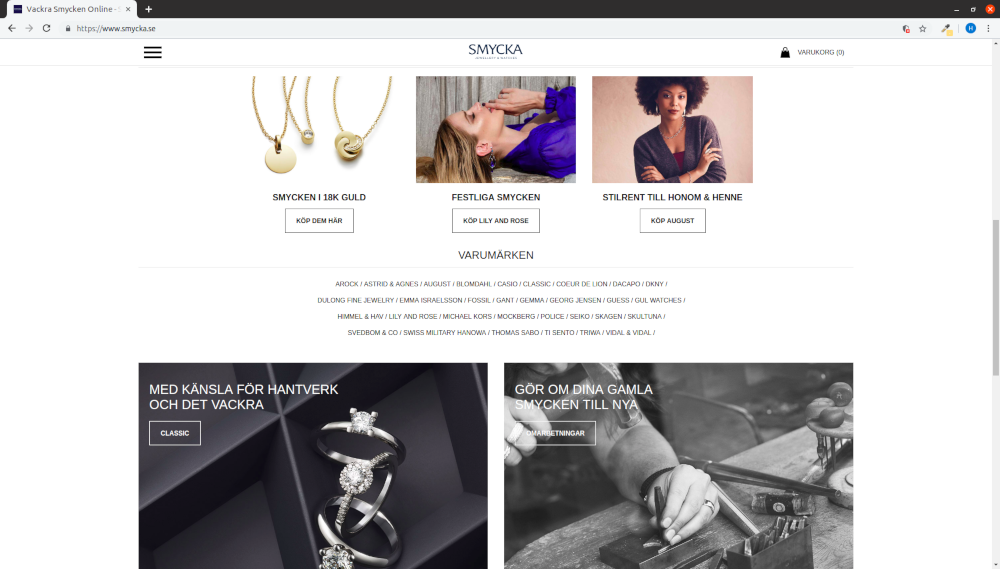 Vackra Smycken Online - S
https://www.smycka.se
H
SMYCKA
VARUKORG (0)
SMYCKEN I 18K GULD
FESTLIGA SMYCKEN
STILRENT TILL HONOM & HENNE
KÖP DEM HÄR
KÖP LILY AND ROSE
KÖP AUGUST
VARUMÄRKEN
AROCK / ASTRID & AGNES / AUGUST / BLOMDAHL / CASIO / CLASSIC / COEUR DE LION / DACAPO / DKNY /
DULONG FINE JEWELRY / EMMA ISRAELSSON / FOSSIL / GANT / GEMMA / GEORG JENSEN / GUESS / GUL WATCHES /
HIMMEL & HAV / LILY AND ROSE / MICHAEL KORS / MOCKBERG / POLICE / SEIKO / SKAGEN / SKULTUNA /
SVEDBOM & CO / SWISS MILITARY HANOWA / THOMAS SABO / TI SENTO / TRIWA / VIDAL & VIDAL /
MED KÄNSLA FÖR HANTVERK
OCH DET VACKRA
CLASSIC
GÖR OM DINA GAMLA
SMYCKEN TILL NYA
OMARBETNINGAR